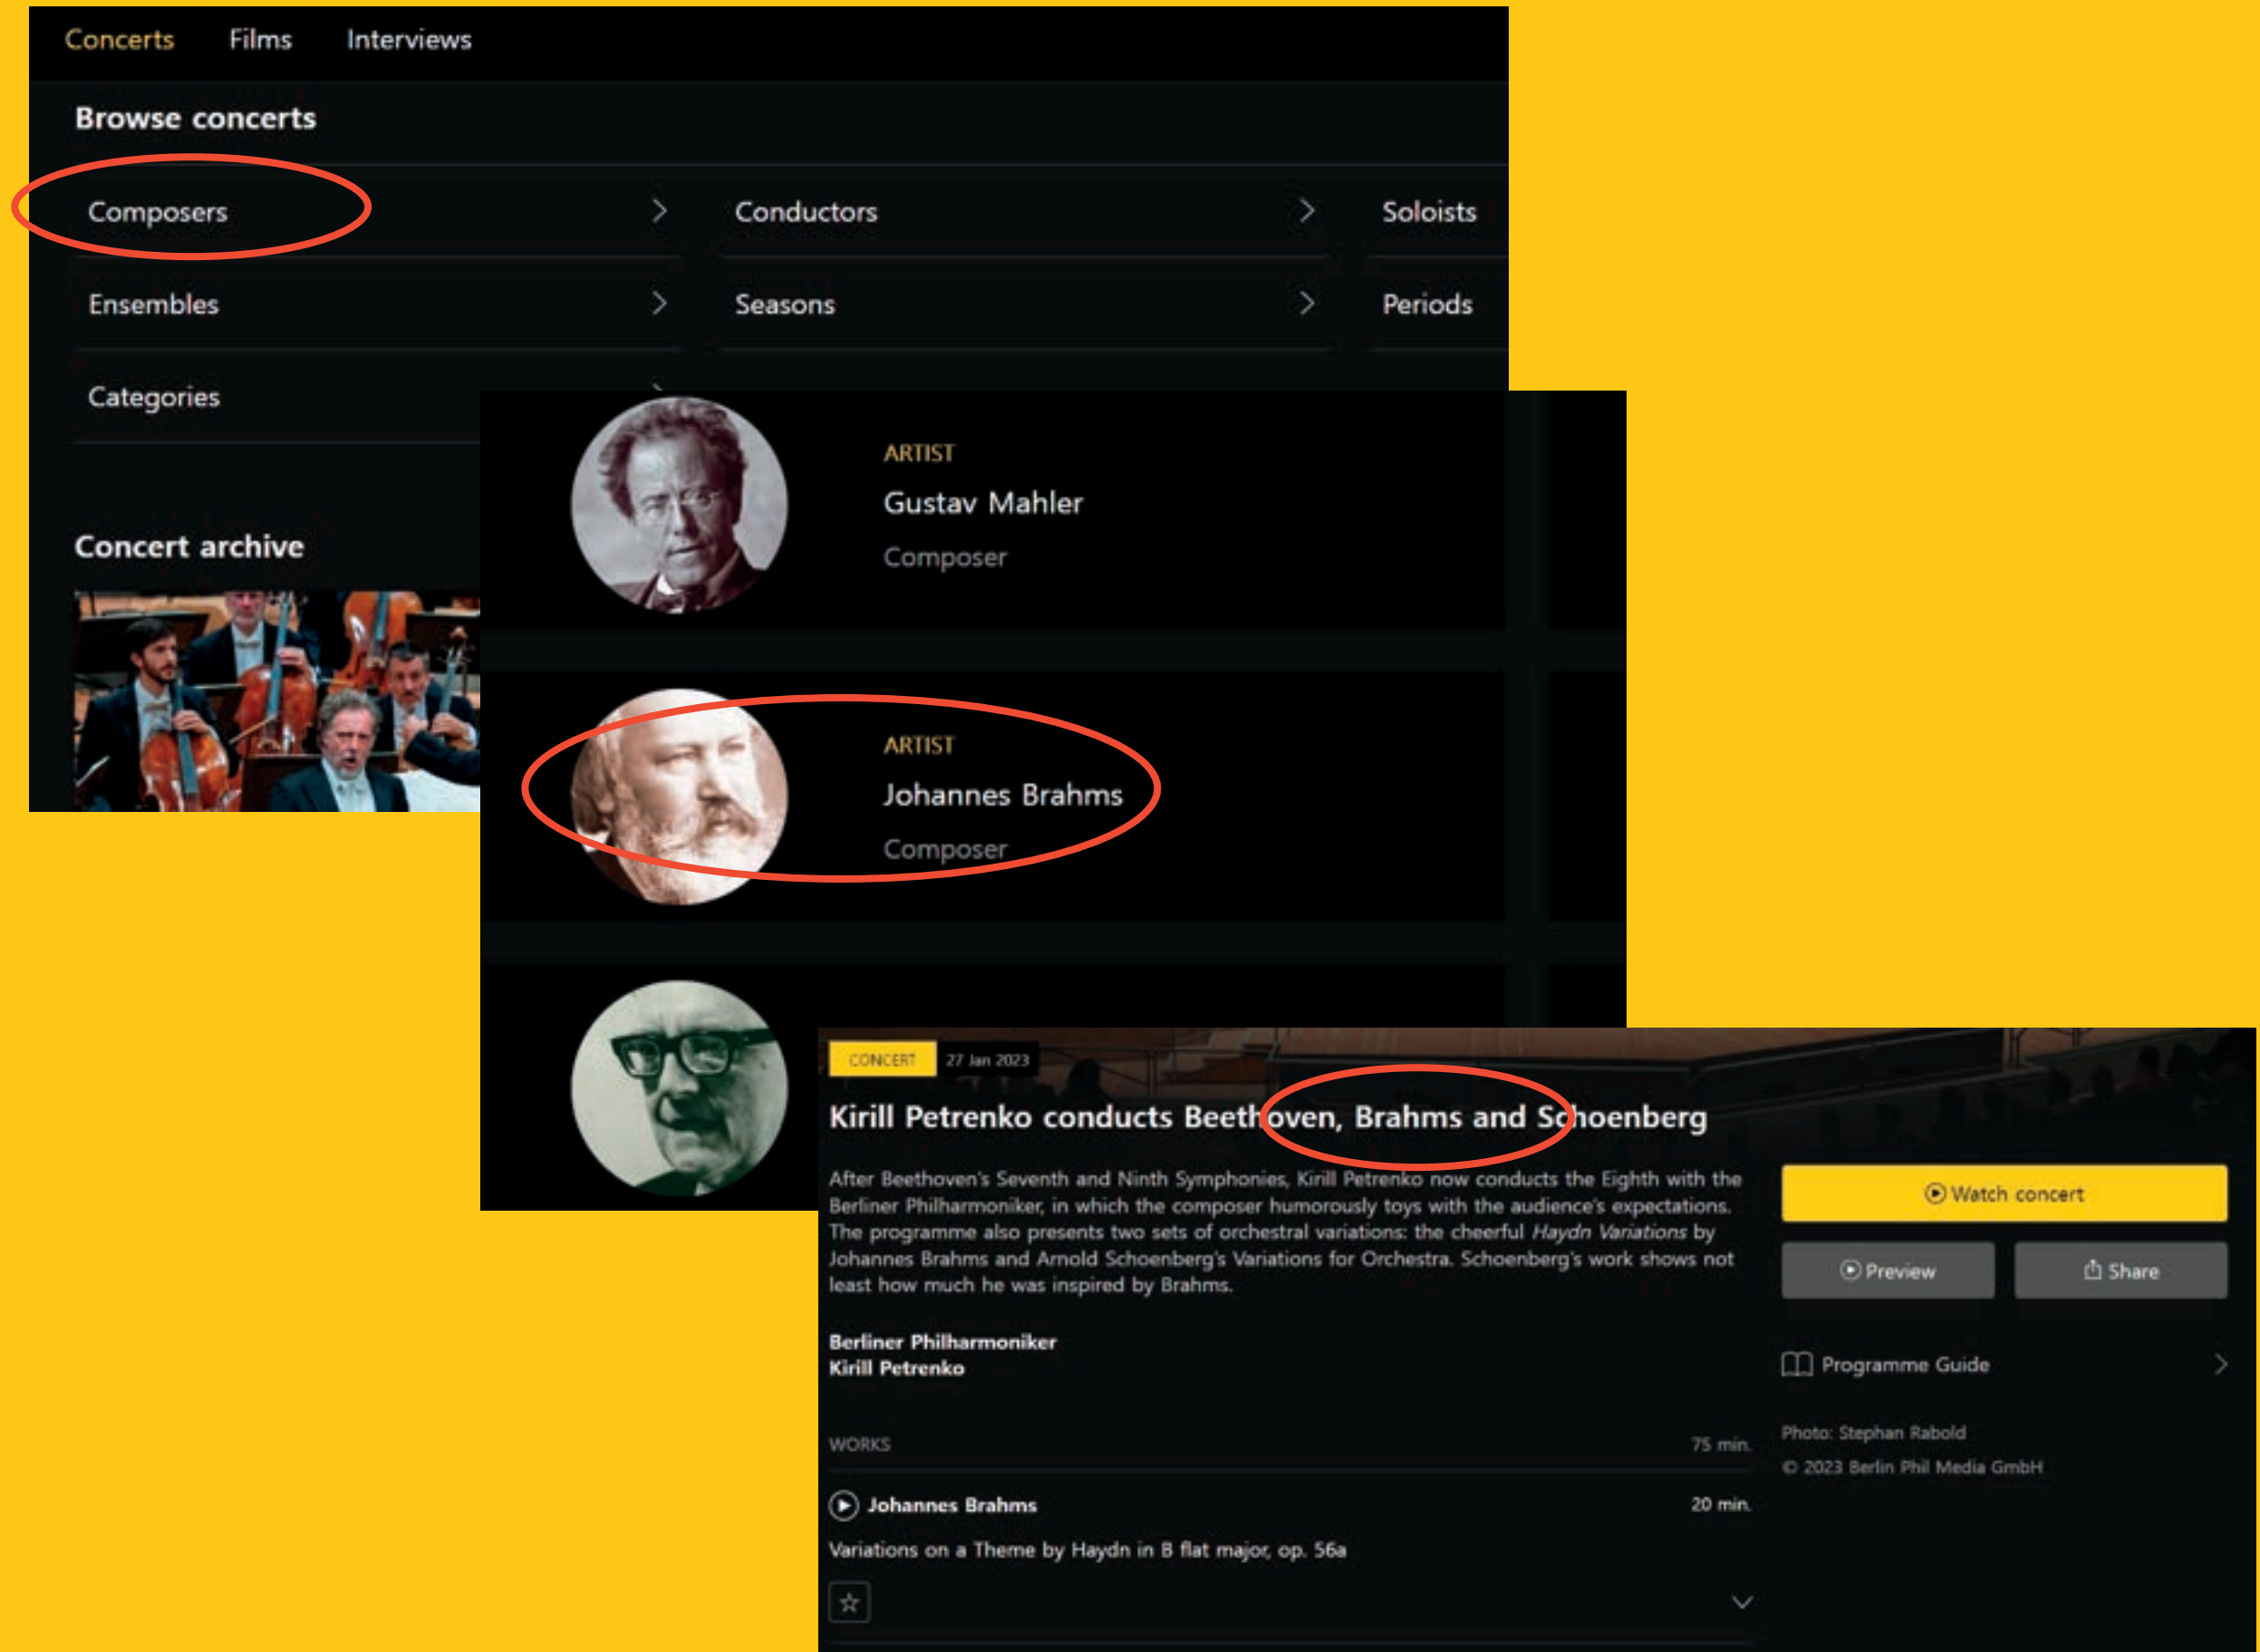 Concerts Films Interviews
Browse concerts
Composers Conductors Soloists
Ensembles Seasons Periods
Categories
Concert archive
ARTIST
Gustav Mahler
Composer
ARTIST
Johannes Brahms
Composer
CONCERT 27 Jan 2023
Kirill Petrenko conducts Beethoven, Brahms and Schoenberg
After Beethoven's Seventh and Ninth Symphonies, Kirill Petrenko now conducts the Eighth with the
Berliner Philharmoniker, in which the composer humorously toys with the audience's expectations.
The programme also presents two sets of orchestral variations: the cheerful Haydn Variations by
Johannes Brahms and Arnold Schoenberg's Variations for Orchestra. Schoenberg's work shows not
least how much he was inspired by Brahms.
Berliner Philharmoniker
Kirill Petrenko
WORKS 75 min.
Johannes Brahms 20 min.
Variations on a Theme by Haydn in B flat major, op. 56a
Watch concert
Preview Share
Programme Guide
Photo: Stephan Rabold
© 2023 Berlin Phil Media GmbH